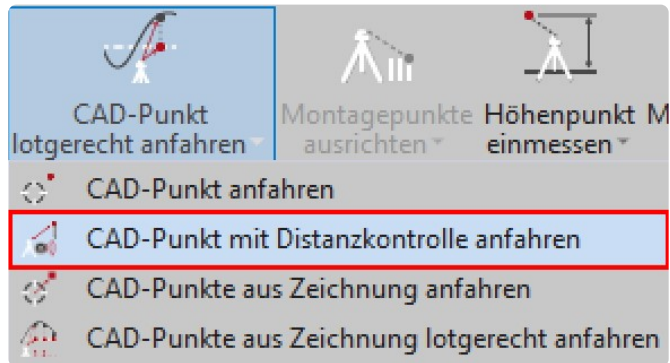 CAD-Punkt
lotgerecht anfahren
Montagepunkte
ausrichten
Höhenpunkt
einmessen
M
CAD-Punkt anfahren
CAD-Punkt mit Distanzkontrolle anfahren
CAD-Punkte aus Zeichnung anfahren
CAD-Punkte aus Zeichnung lotgerecht anfahren